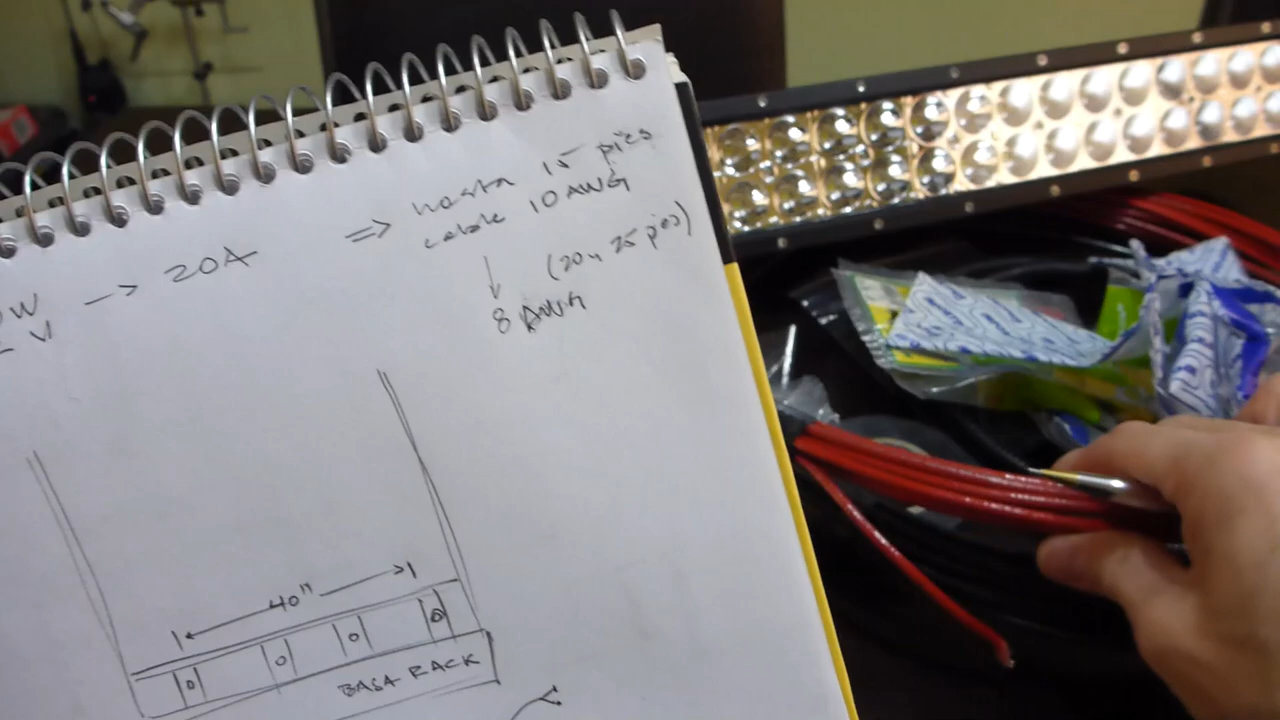 W → 20A ⇒ hasta 15 pies
cable 10 AWG
V ↓ (20 u 25 pies)
8 AWG
40"
BASA RACK